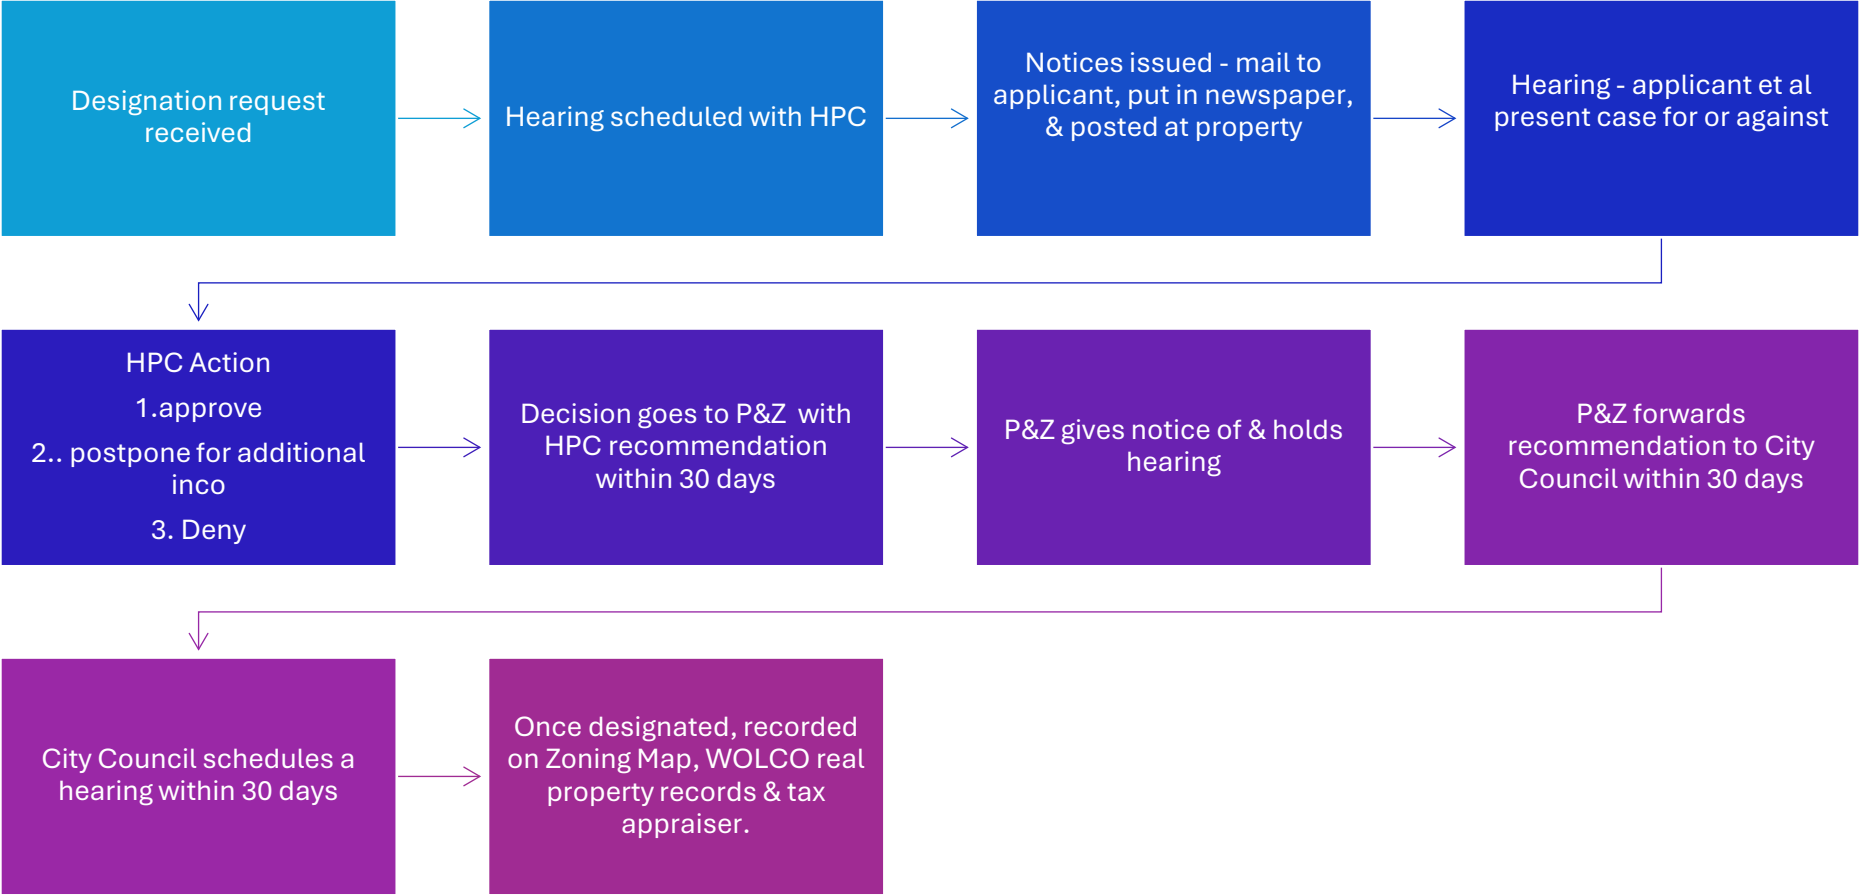 Designation request
received
Hearing scheduled with HPC
Notices issued - mail to
applicant, put in newspaper,
& posted at property
Hearing - applicant et al
present case for or against
HPC Action
1.approve
2.. postpone for additional
inco
3. Deny
Decision goes to P&Z with
HPC recommendation
within 30 days
P&Z gives notice of & holds
hearing
P&Z forwards
recommendation to City
Council within 30 days
City Council schedules a
hearing within 30 days
Once designated, recorded
on Zoning Map, WOLCO real
property records & tax
appraiser.